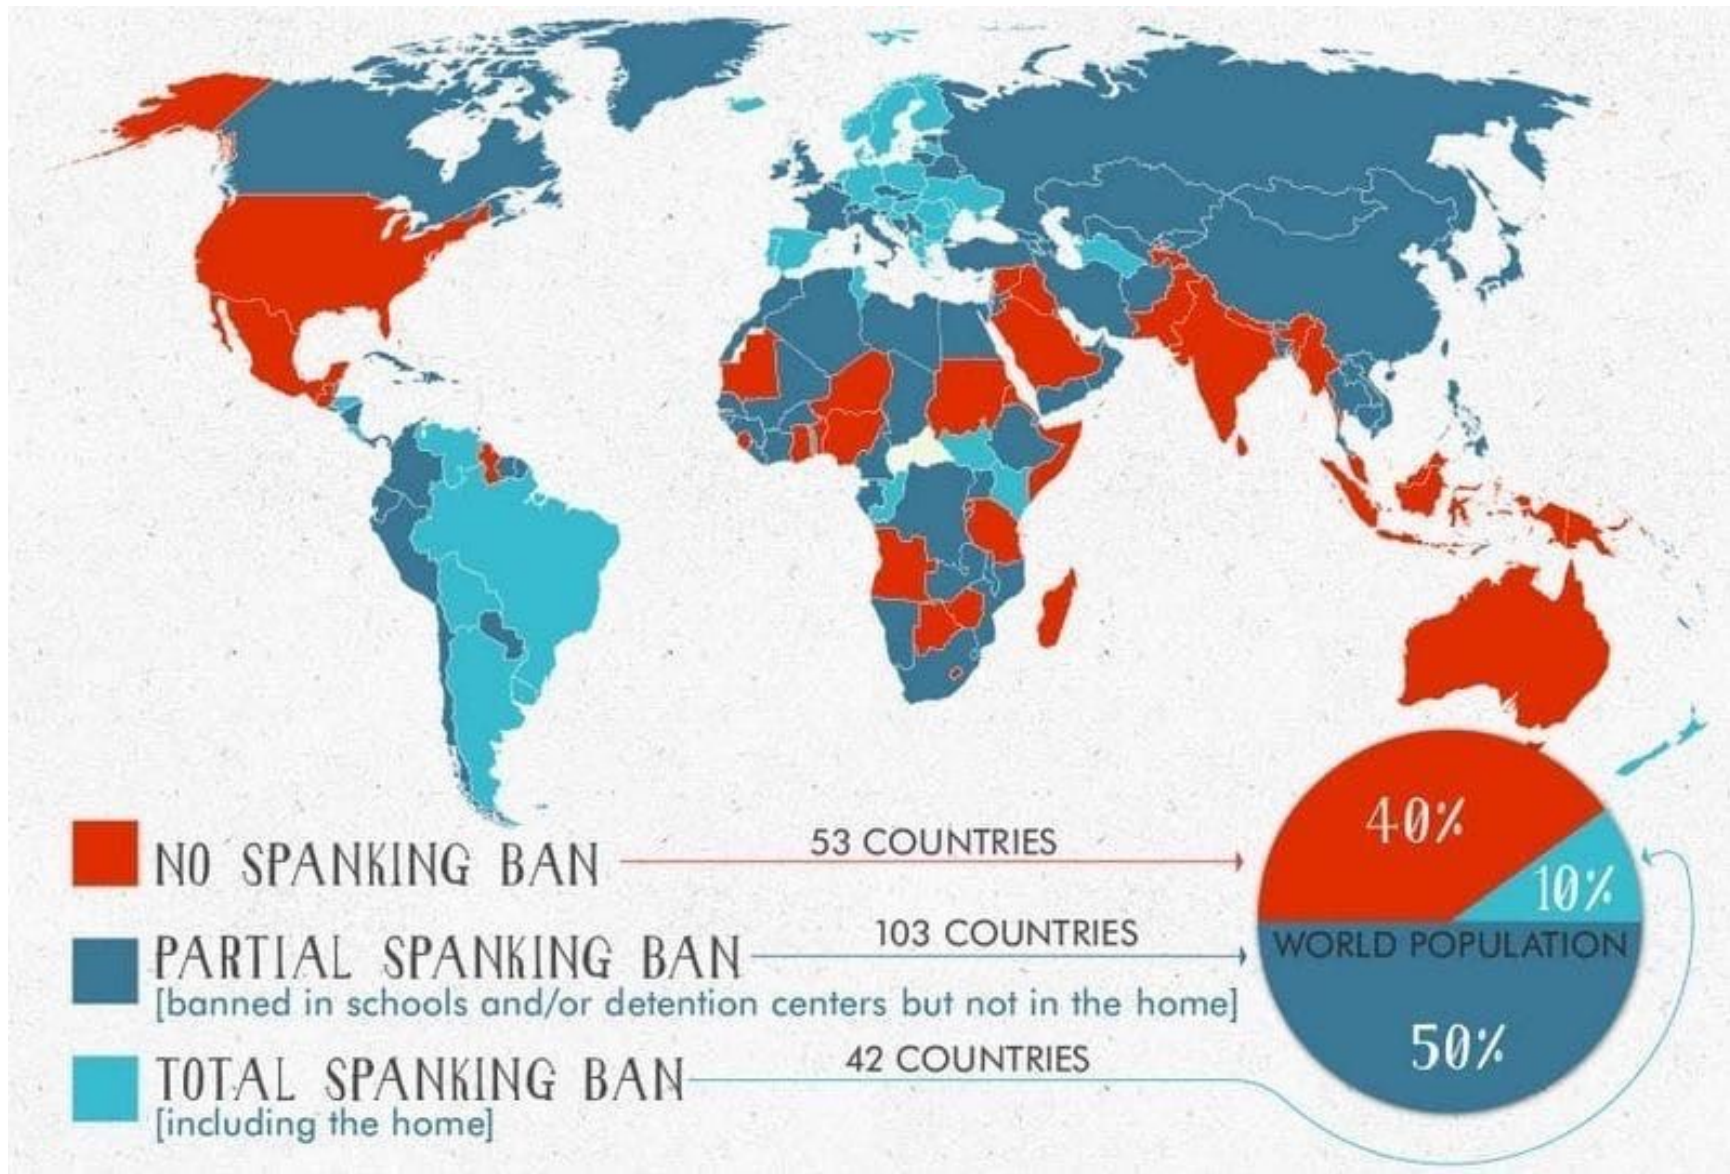 NO SPANKING BAN
53 COUNTRIES
40%
10%
PARTIAL SPANKING BAN
[banned in schools and/or detention centers but not in the home]
103 COUNTRIES
WORLD POPULATION
50%
TOTAL SPANKING BAN
[including the home]
42 COUNTRIES